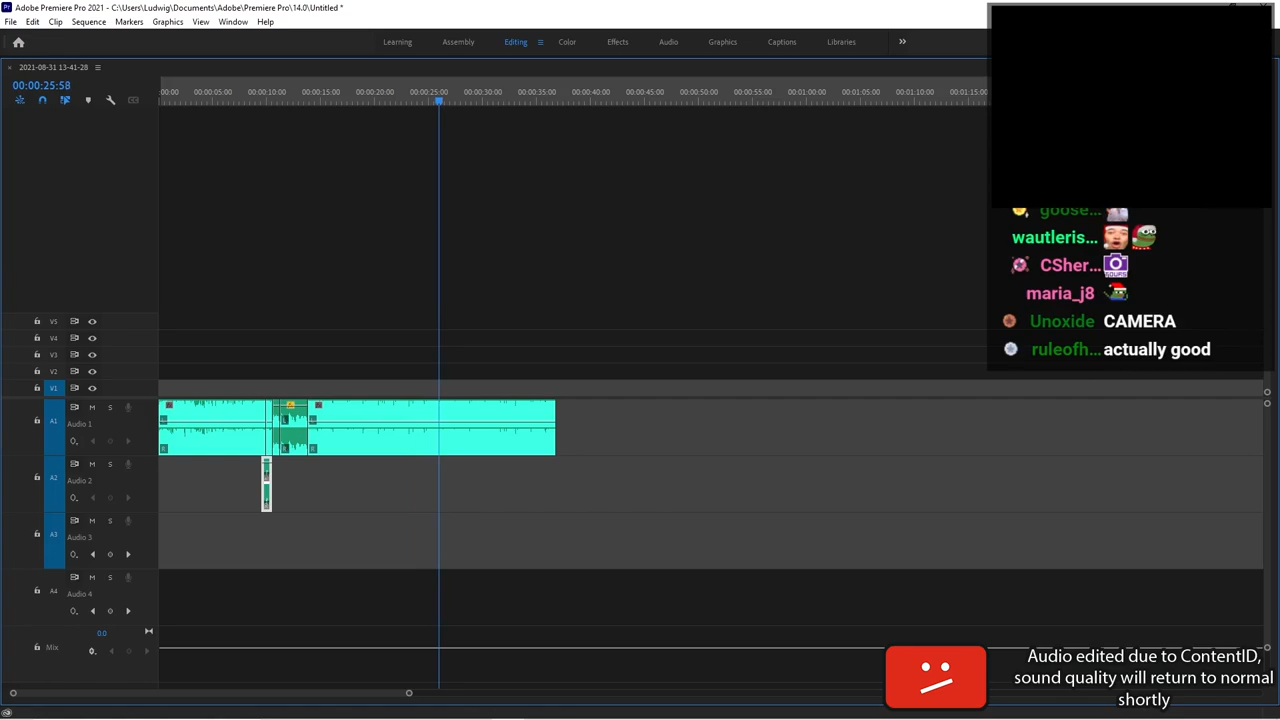 Adobe Premiere Pro 2021 - C:\Users\Ludwig\Documents\Adobe\Premiere Pro\14.0\Untitled *
File Edit Clip Sequence Markers Graphics View Window Help
Learning Assembly Editing Color Effects Audio Graphics Captions Libraries
2021-08-31 13-41-28
00:00:25:58
:00:00 00:00:05:00 00:00:10:00 00:00:15:00 00:00:20:00 00:00:25:00 00:00:30:00 00:00:35:00 00:00:40:00 00:00:45:00 00:00:50:00 00:00:55:00 00:01:00:00 00:01:05:00 00:01:10:00 00:01:15:00
goose...
wautleris...
CSher...
maria_j8
Unoxide CAMERA
ruleofh... actually good
V5
V4
V3
V2
V1
A1 M S
Audio 1
A2 M S
Audio 2
A3 M S
Audio 3
A4 M S
Audio 4
0.0
Mix
Audio edited due to ContentID,
sound quality will return to normal
shortly